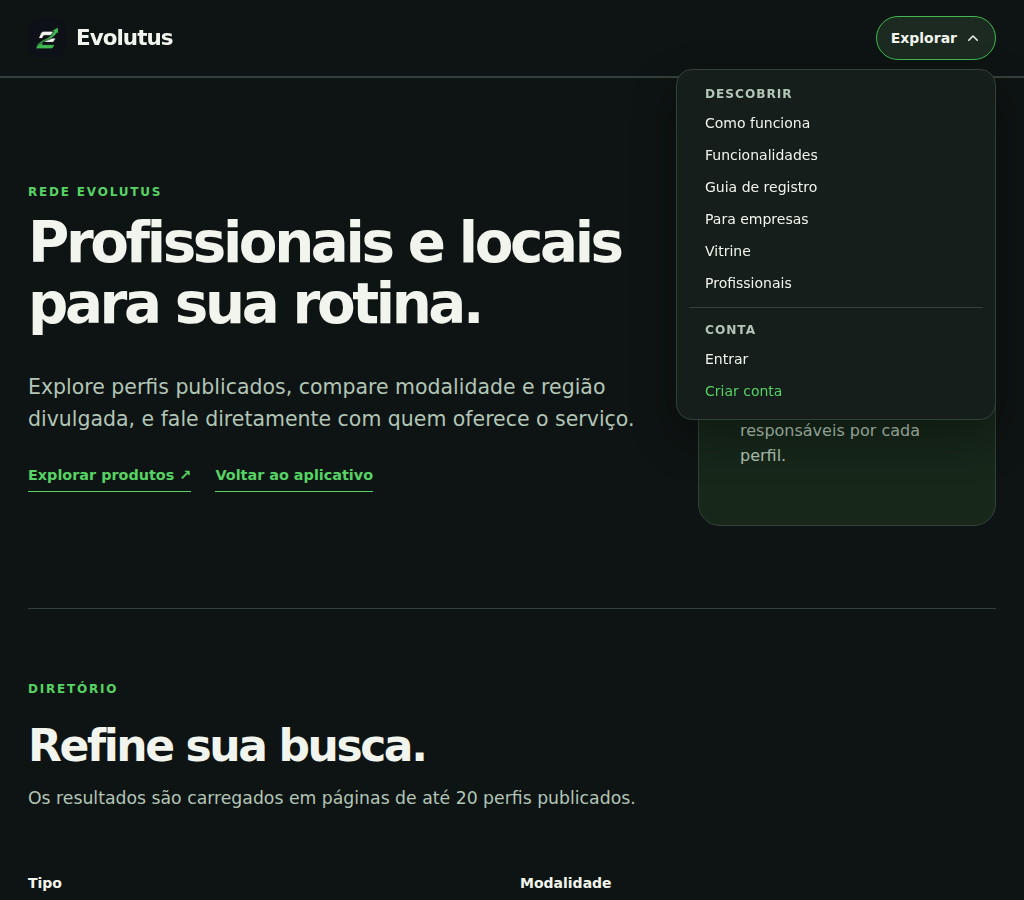 Evolutus
Explorar
DESCOBRIR
Como funciona
Funcionalidades
Guia de registro
Para empresas
Vitrine
Profissionais
CONTA
Entrar
Criar conta
REDE EVOLUTUS
Profissionais e locais
para sua rotina.
Explore perfis publicados, compare modalidade e região
divulgada, e fale diretamente com quem oferece o serviço.
Explorar produtos ↗
Voltar ao aplicativo
responsáveis por cada
perfil.
DIRETÓRIO
Refine sua busca.
Os resultados são carregados em páginas de até 20 perfis publicados.
Tipo
Modalidade